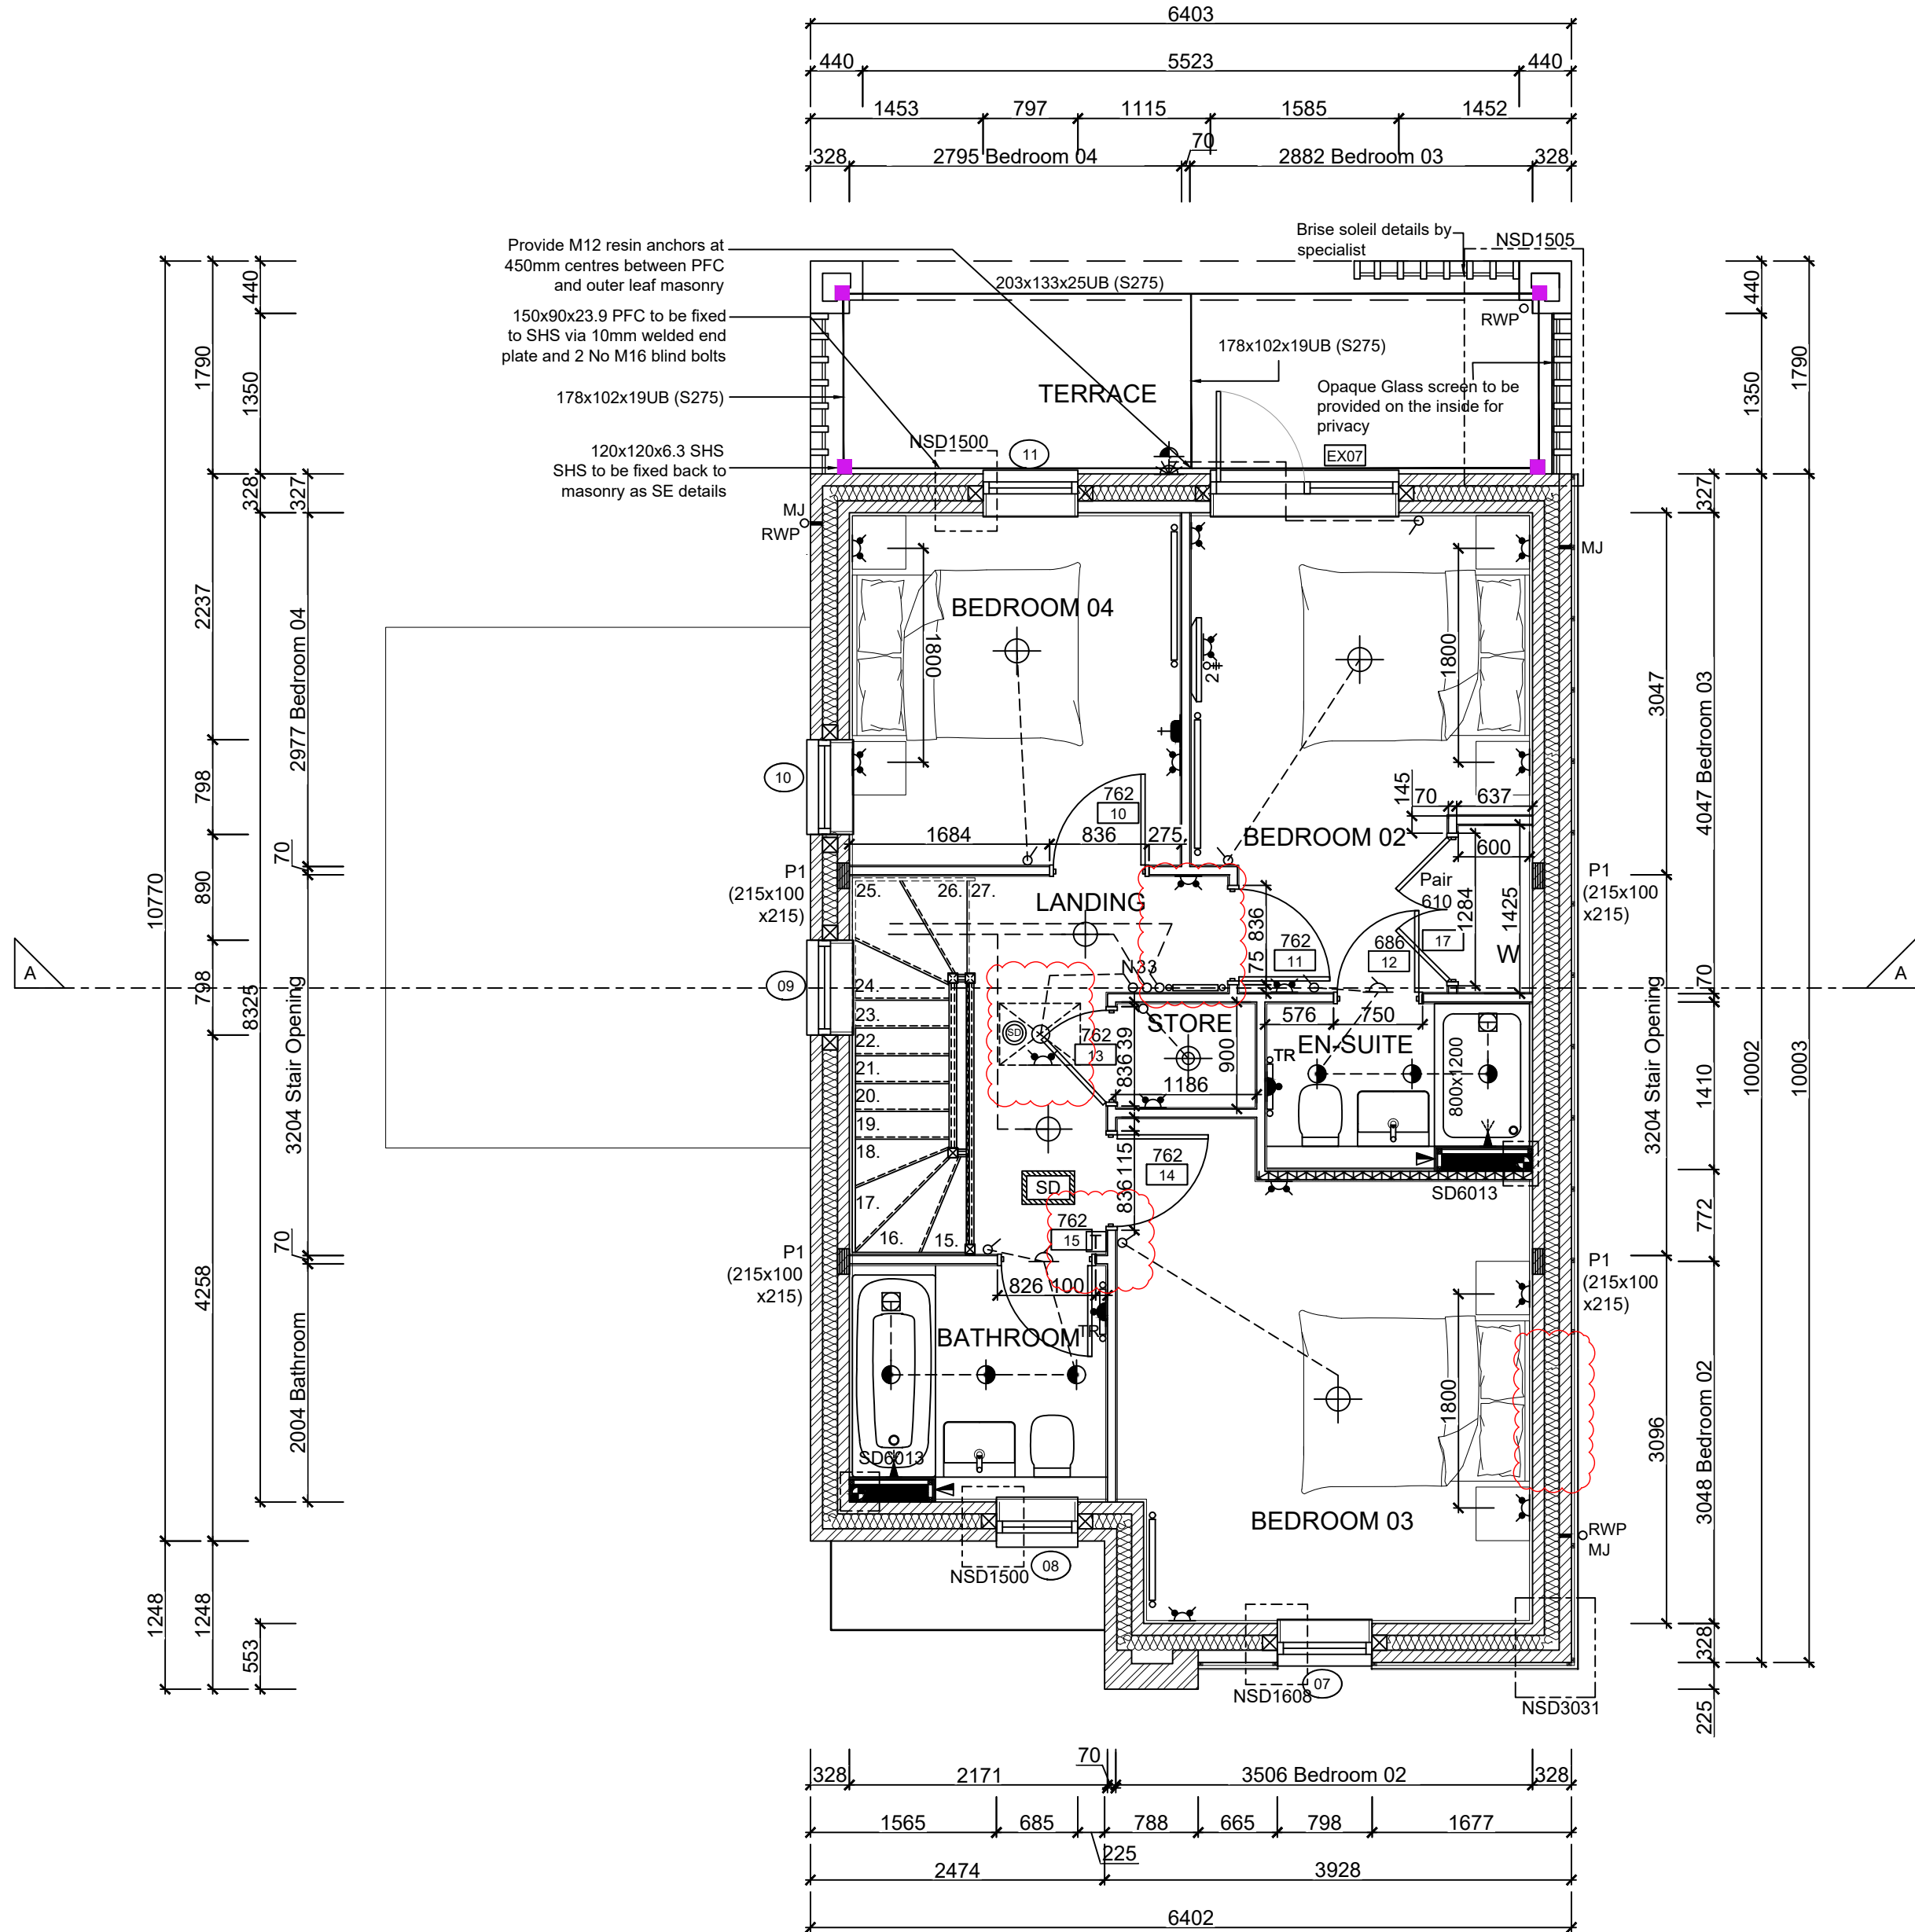 6403
440 5523 440
1453 797 1115 1585 1452
70
328 2795 Bedroom 04 2882 Bedroom 03 328
Provide M12 resin anchors at
450mm centres between PFC
and outer leaf masonry
150x90x23.9 PFC to be fixed
to SHS via 10mm welded end
plate and 2 No M16 blind bolts
178x102x19UB (S275)
120x120x6.3 SHS
SHS to be fixed back to
masonry as SE details
203x133x25UB (S275)
Brise soleil details by
specialist
NSD1505
RWP
178x102x19UB (S275)
TERRACE
Opaque Glass screen to be
provided on the inside for
privacy
NSD1500
11
EX07
MJ
RWP
MJ
10770
1248
1790
2237
798
890
798
4258
1248
440
1350
328
8325
553
327
2977 Bedroom 04
70
3204 Stair Opening
70
2004 Bathroom
BEDROOM 04
1800
1800
2
10
762
10
1684 836 275
BEDROOM 02
145
70 637
600
Pair
610
1284
1425
17
W
P1
(215x100
x215)
P1
(215x100
x215)
25. 26. 27.
LANDING
836
75
762
11
686
12
N33
A
A
09
24.
23.
22.
21.
20.
19.
18.
17.
16. 15.
SD
762
13
836
39
STORE
900
1186
576 750
EN-SUITE
TR
800x1200
SD6013
836
115
762
14
SD
762
15
T
P1
(215x100
x215)
P1
(215x100
x215)
826 100
BATHROOM
TR
SD6013
1800
BEDROOM 03
RWP
MJ
NSD1500
08
NSD1608
07
NSD3031
3047
3204 Stair Opening
3096
327
4047 Bedroom 03
70
1410
772
3048 Bedroom 02
328
225
440
1350
10002
1790
10003
70
328 2171 3506 Bedroom 02 328
1565 685 788 665 798 1677
225
2474 3928
6402